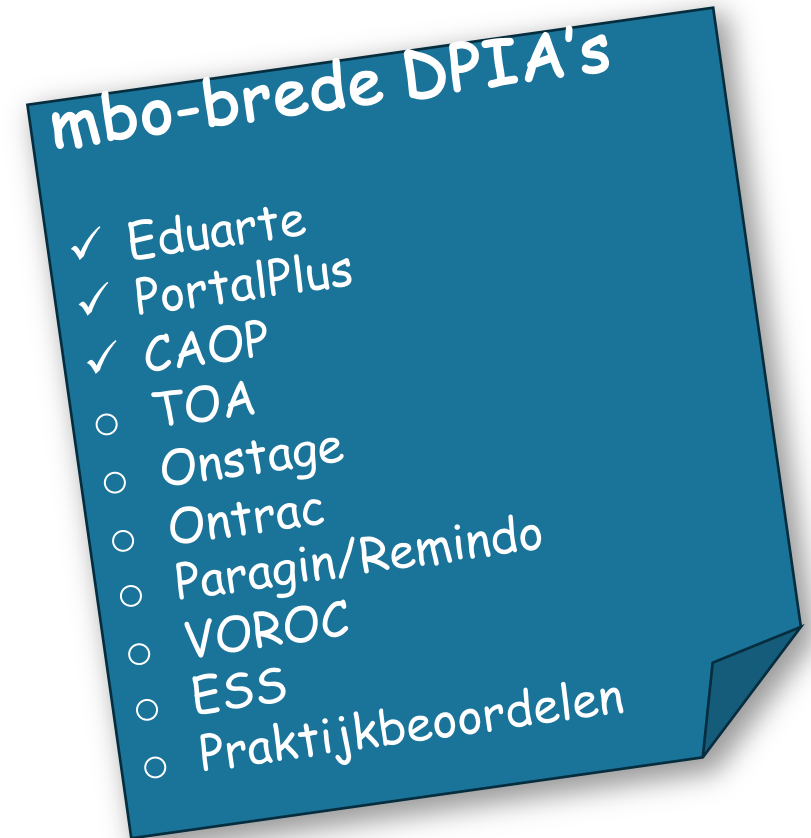 mbo-brede DPIA's
✓ Eduarte
✓ PortalPlus
✓ CAOP
○ TOA
○ Onstage
○ Ontrac
○ Paragin/Remindo
○ VOROC
○ ESS
○ Praktijkbeoordelen